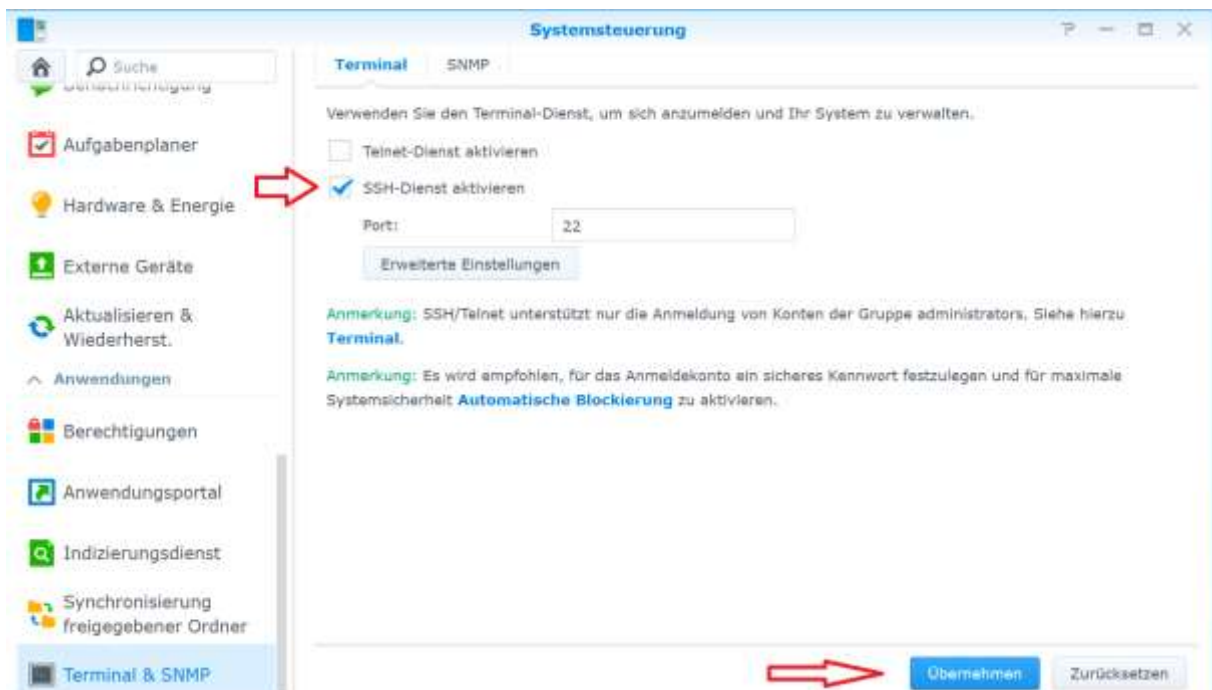 Systemsteuerung
Suche
Benachrichtigung
Aufgabenplaner
Hardware & Energie
Externe Geräte
Aktualisieren &
Wiederherst.
Anwendungen
Berechtigungen
Anwendungsportal
Indizierungsdienst
Synchronisierung
freigegebener Ordner
Terminal & SNMP
Terminal SNMP
Verwenden Sie den Terminal-Dienst, um sich anzumelden und Ihr System zu verwalten.
Telnet-Dienst aktivieren
SSH-Dienst aktivieren
Port: 22
Erweiterte Einstellungen
Anmerkung: SSH/Telnet unterstützt nur die Anmeldung von Konten der Gruppe administrators. Siehe hierzu
Terminal.
Anmerkung: Es wird empfohlen, für das Anmeldekonto ein sicheres Kennwort festzulegen und für maximale
Systemsicherheit Automatische Blockierung zu aktivieren.
Übernehmen Zurücksetzen